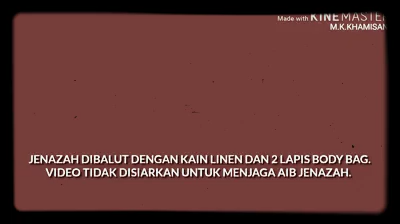 Made with KINEMASTER
M.K.KHAMISAN
JENAZAH DIBALUT DENGAN KAIN LINEN DAN 2 LAPIS BODY BAG.
VIDEO TIDAK DISIARKAN UNTUK MENJAGA AIB JENAZAH.